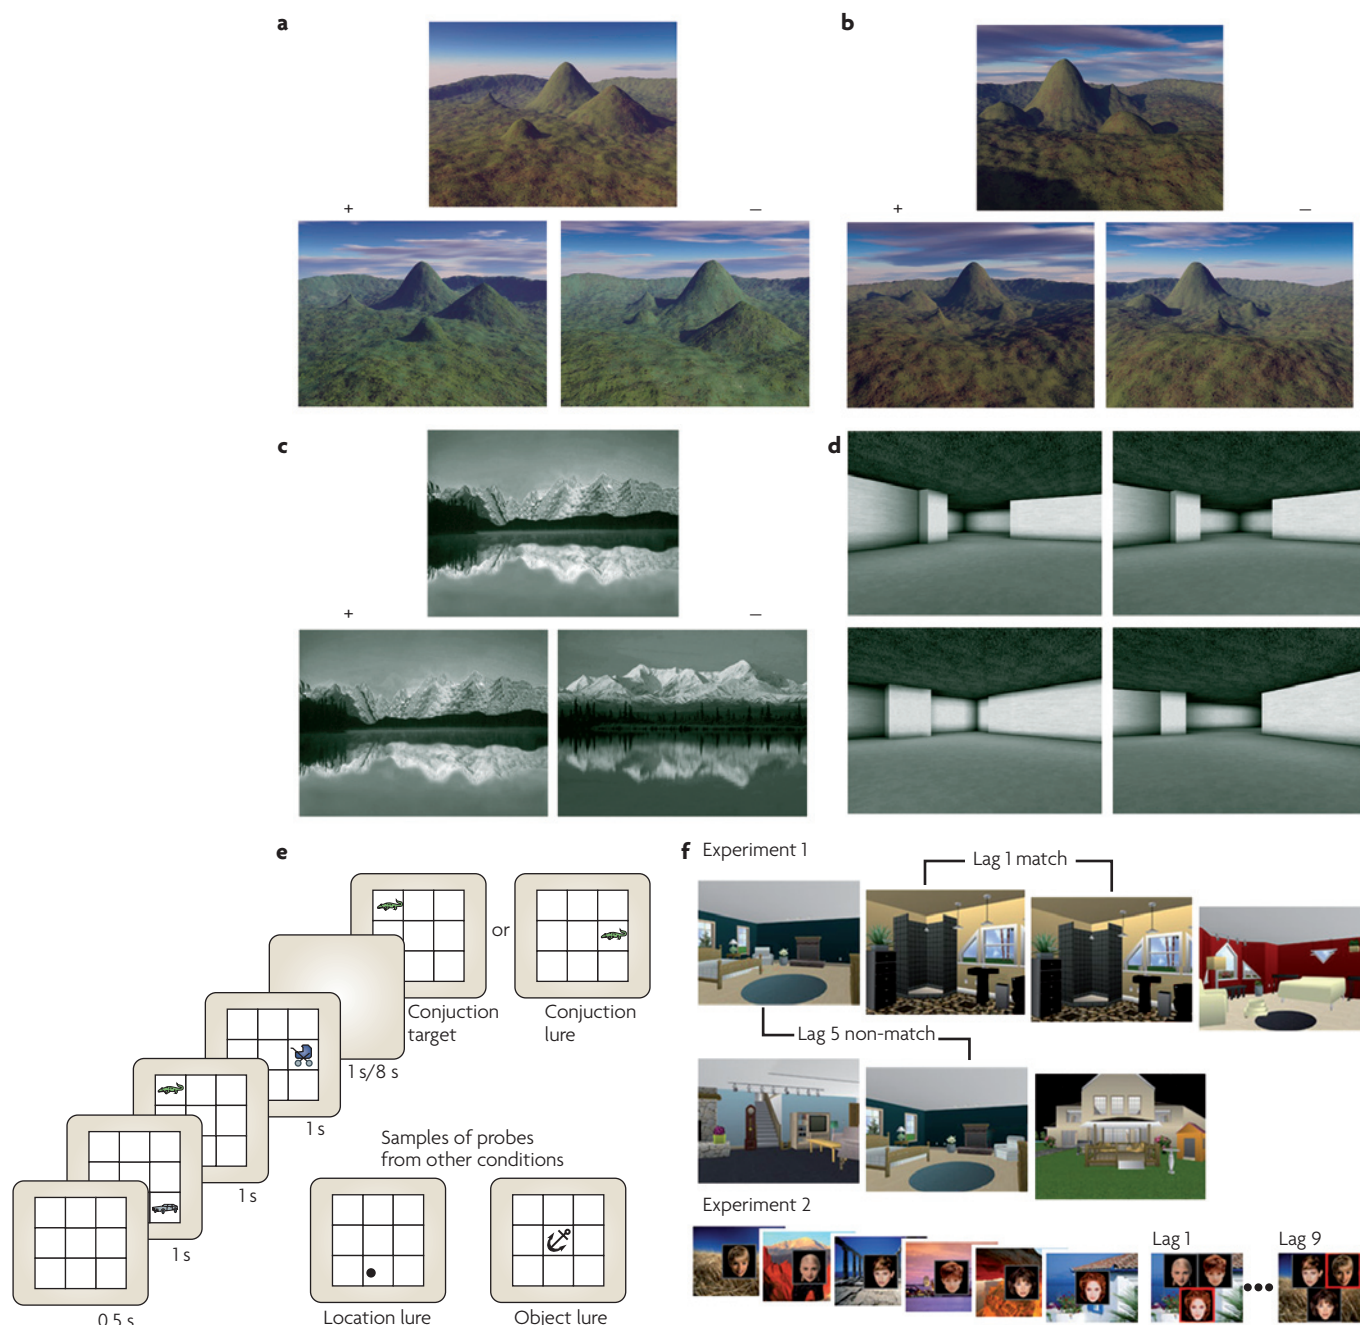 a
b
+
–
+
–
c
d
+
–
e
f Experiment 1
Lag 1 match
or
Conjuction
target
Conjuction
lure
Lag 5 non-match
1 s/8 s
1 s
Samples of probes
from other conditions
1 s
Experiment 2
1 s
Lag 1
Lag 9
•••
0.5 s
Location lure
Object lure